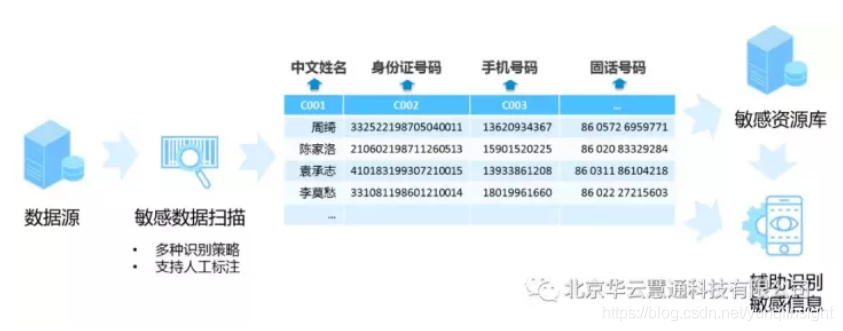 中文姓名 身份证号码 手机号码 固话号码
C001 C002 C003 ...
周绮 332522198705040011 13620934367 86 0572 6959771
陈家洛 210602198711260513 15901520225 86 020 83329284
袁承志 410183199307210015 13933861208 86 0311 86104218
李莫愁 331081198601210014 18019961660 86 022 27215603
...
数据源
敏感数据扫描
• 多种识别策略
• 支持人工标注
敏感资源库
辅助识别
敏感信息
北京华云慧通科技有限公司
https://blog.csdn.net/yunqiinsight